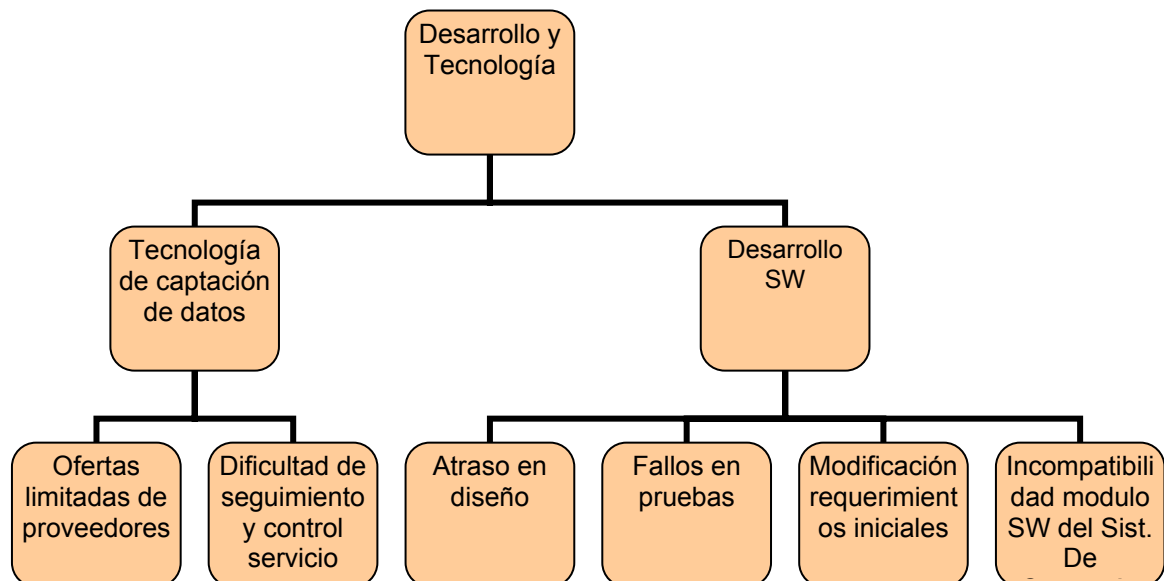 Desarrollo y
Tecnología
Tecnología
de captación
de datos
Desarrollo
SW
Ofertas
limitadas de
proveedores
Dificultad de
seguimiento
y control
servicio
Atraso en
diseño
Fallos en
pruebas
Modificación
requerimient
os iniciales
Incompatibili
dad modulo
SW del Sist.
De